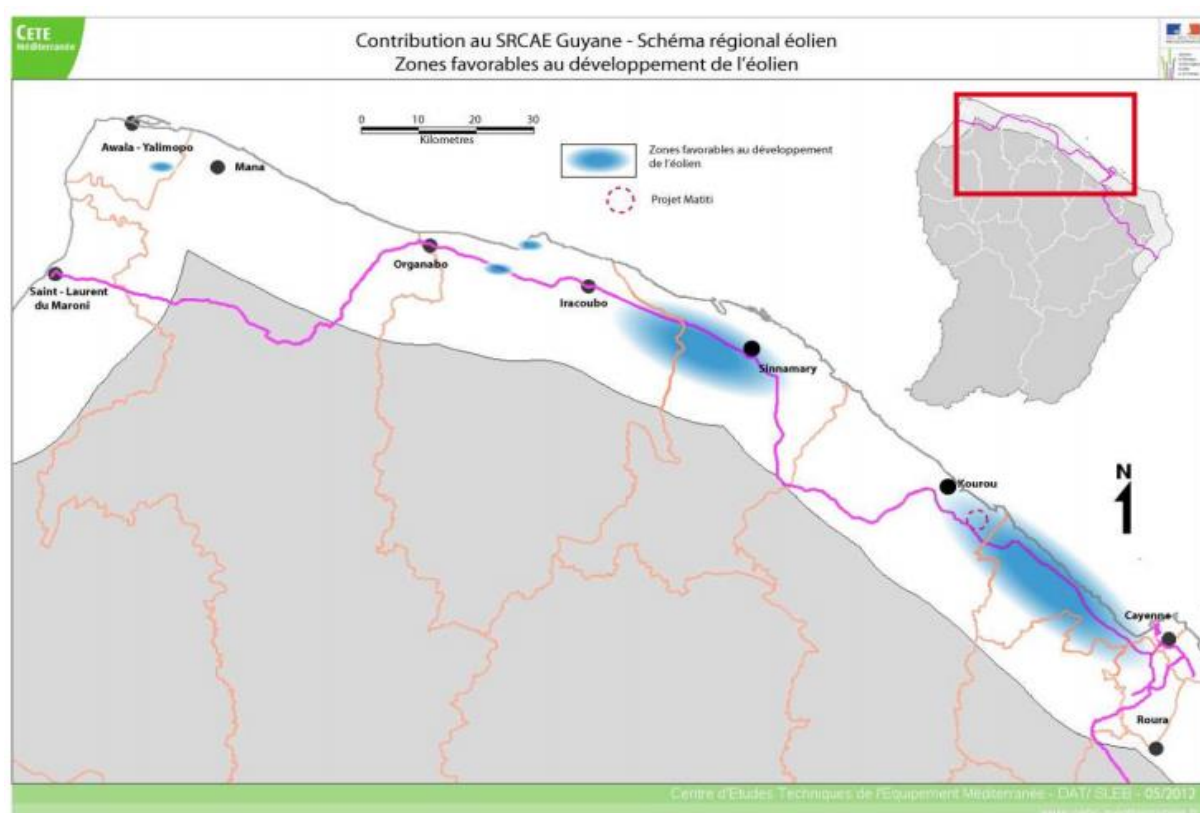 CETE
Méditerranée
Contribution au SRCAE Guyane - Schéma régional éolien
Zones favorables au développement de l'éolien
0 10 20 30
Kilometres
Zones favorables au développement
de l'éolien
Projet Matiti
Awala - Yalimopo
Mana
Organabo
Saint - Laurent
du Maroni
Iracoubo
Sinnamary
Kourou
N
Cayenne
Roura
Centre d'Etudes Techniques de l'Equipement Méditerranée - DAT/ SLEB - 05/2012